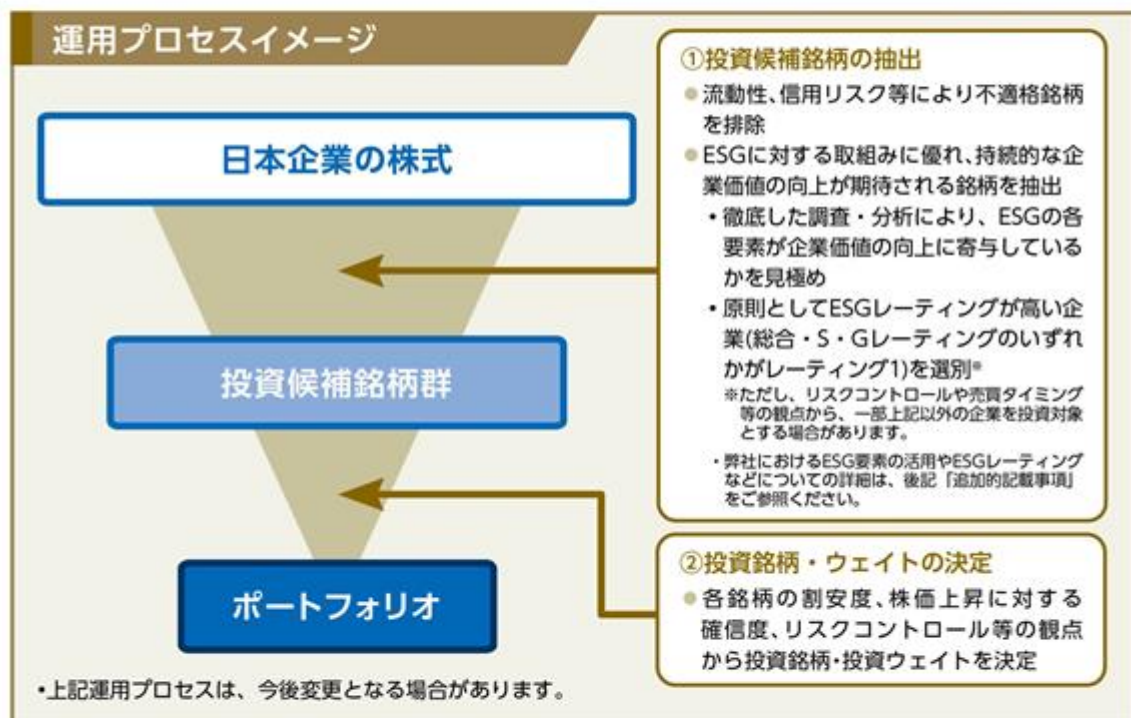 運用プロセスイメージ
日本企業の株式
投資候補銘柄群
ポートフォリオ
•上記運用プロセスは、今後変更となる場合があります。
①投資候補銘柄の抽出
●流動性、信用リスク等により不適格銘柄
を排除
●ESGに対する取組みに優れ、持続的な企
業価値の向上が期待される銘柄を抽出
・徹底した調査・分析により、ESGの各
要素が企業価値の向上に寄与している
かを見極め
・原則としてESGレーティングが高い企
業(総合・S・Gレーティングのいずれ
かがレーティング1)を選別※
※ただし、リスクコントロールや売買タイミング
等の観点から、一部上記以外の企業を投資対象
とする場合があります。
・弊社におけるESG要素の活用やESGレーティング
などについての詳細は、後記「追加的記載事項」
をご参照ください。
②投資銘柄・ウェイトの決定
●各銘柄の割安度、株価上昇に対する
確信度、リスクコントロール等の観点
から投資銘柄・投資ウェイトを決定